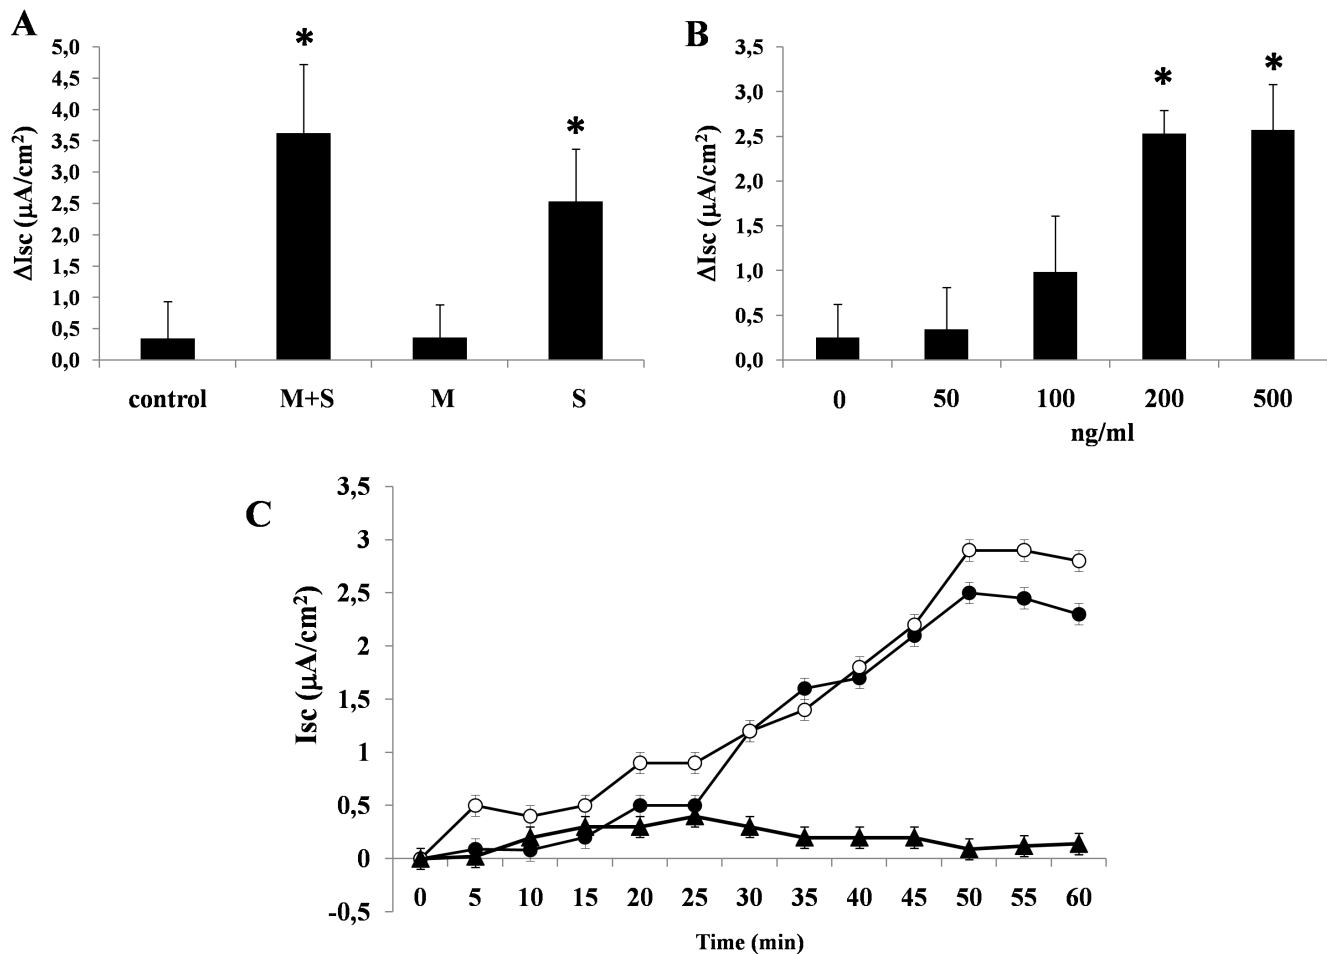 A
5,0
4,5
4,0
3,5
3,0
2,5
2,0
1,5
1,0
0,5
0,0
ΔIsc (μA/cm²)
* *
control M+S M S
B
3,5
3,0
2,5
2,0
1,5
1,0
0,5
0,0
ΔIsc (μA/cm²)
* *
0 50 100 200 500
ng/ml
C
3,5
3
2,5
2
1,5
1
0,5
0
-0,5
Isc (μA/cm²)
0 5 10 15 20 25 30 35 40 45 50 55 60
Time (min)